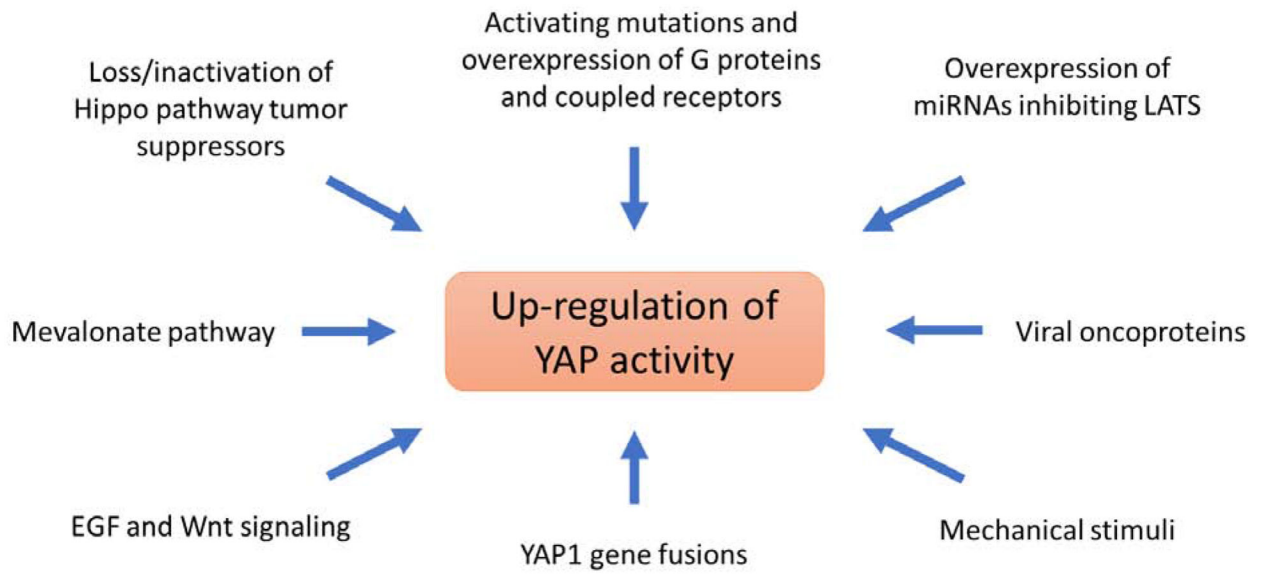 Activating mutations and
overexpression of G proteins
and coupled receptors
Loss/inactivation of
Hippo pathway tumor
suppressors
Overexpression of
miRNAs inhibiting LATS
Up-regulation of
YAP activity
Mevalonate pathway
Viral oncoproteins
EGF and Wnt signaling
YAP1 gene fusions
Mechanical stimuli